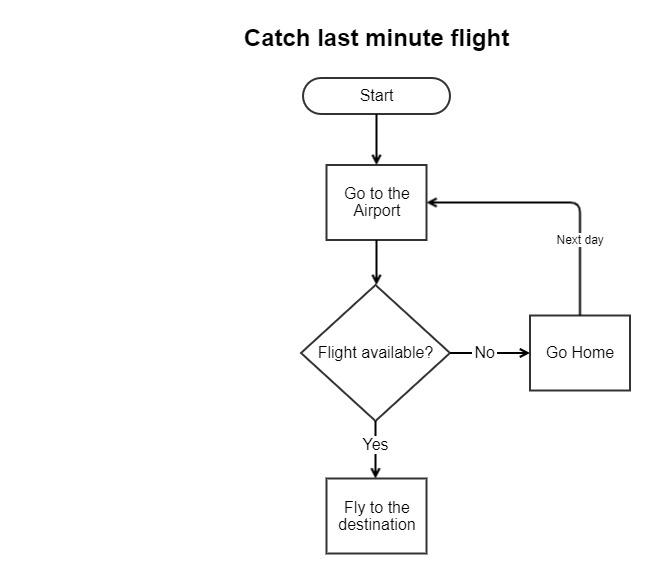 Catch last minute flight
Start
Go to the
Airport
Next day
Flight available?
No
Go Home
Yes
Fly to the
destination